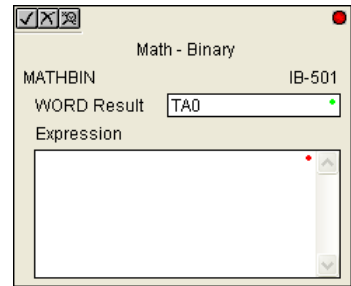 Math - Binary
MATHBIN IB-501
WORD Result TA0
Expression